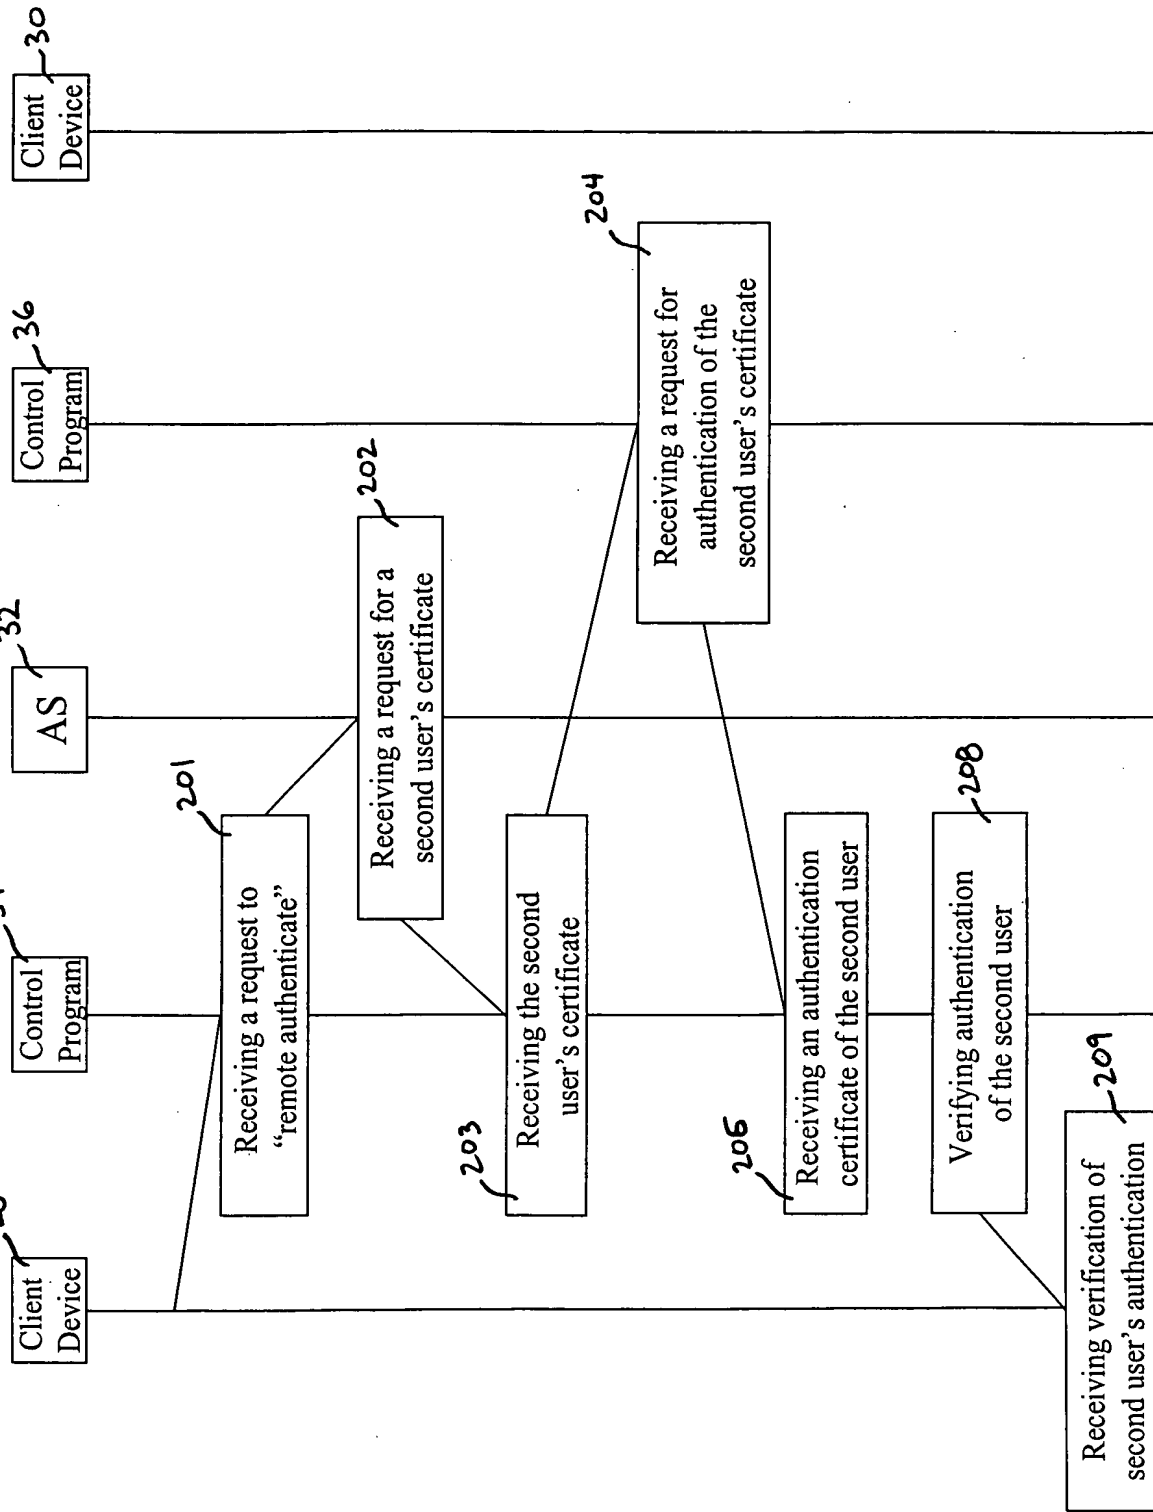 Client
Device
Control
Program
AS
32
Control
Program
36
Client
Device
30
Receiving a request to
“remote authenticate”
201
Receiving a request for a
second user's certificate
202
Receiving the second
user's certificate
203
Receiving a request for
authentication of the
second user's certificate
204
Receiving an authentication
certificate of the second user
206
Verifying authentication
of the second user
208
Receiving verification of
second user's authentication
209